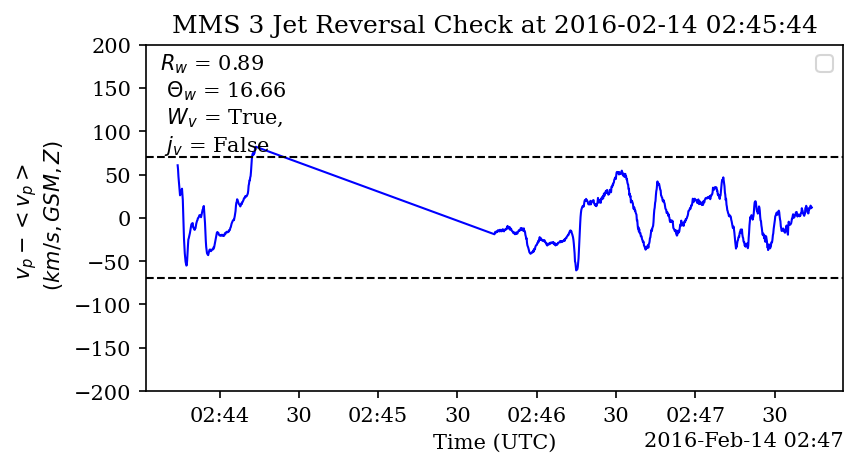 MMS 3 Jet Reversal Check at 2016-02-14 02:45:44
200
150
100
50
0
−50
−100
−150
−200
v_p − < v_p >
(km/s, GSM, Z)
R_w = 0.89
Θ_w = 16.66
W_v = True,
j_v = False
02:44 30 02:45 30 02:46 30 02:47 30
Time (UTC)
2016-Feb-14 02:47